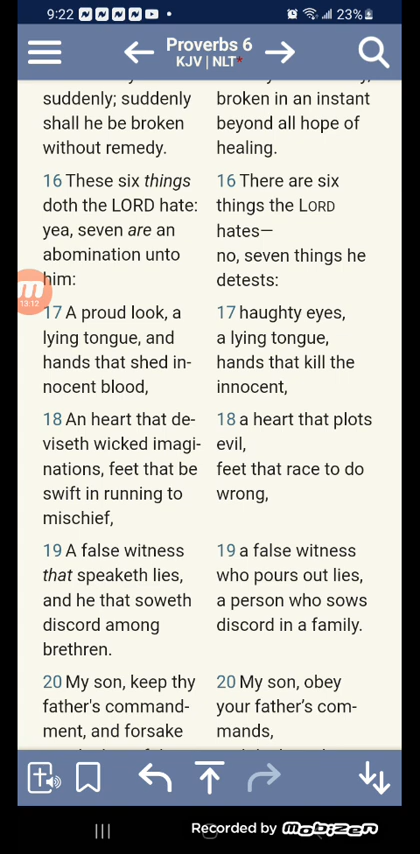 9:22 23%
Proverbs 6
KJV | NLT*
suddenly; suddenly
shall he be broken
without remedy.
16 These six things
doth the LORD hate:
yea, seven are an
abomination unto
him:
17 A proud look, a
lying tongue, and
hands that shed in-
nocent blood,
18 An heart that de-
viseth wicked imagi-
nations, feet that be
swift in running to
mischief,
19 A false witness
that speaketh lies,
and he that soweth
discord among
brethren.
20 My son, keep thy
father's command-
ment, and forsake
broken in an instant
beyond all hope of
healing.
16 There are six
things the LORD
hates—
no, seven things he
detests:
17 haughty eyes,
a lying tongue,
hands that kill the
innocent,
18 a heart that plots
evil,
feet that race to do
wrong,
19 a false witness
who pours out lies,
a person who sows
discord in a family.
20 My son, obey
your father’s com-
mands,
13:12
Recorded by mobizen